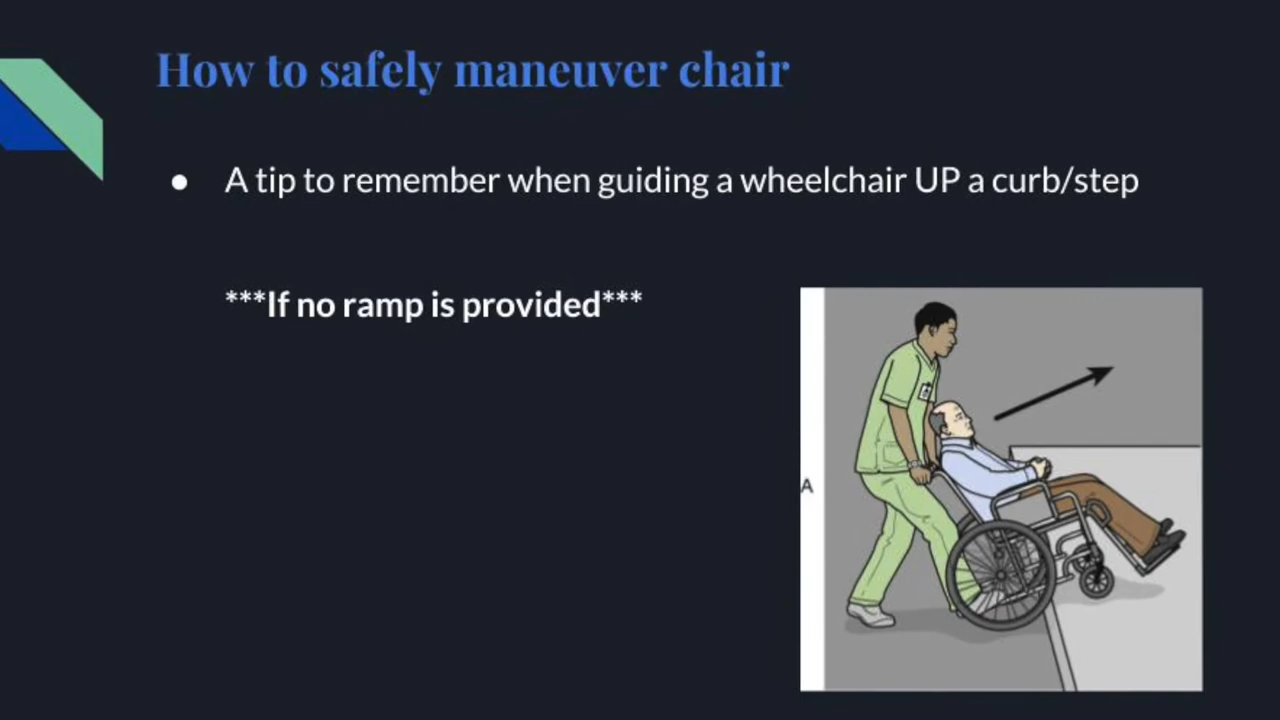 How to safely maneuver chair
● A tip to remember when guiding a wheelchair UP a curb/step
***If no ramp is provided***
A